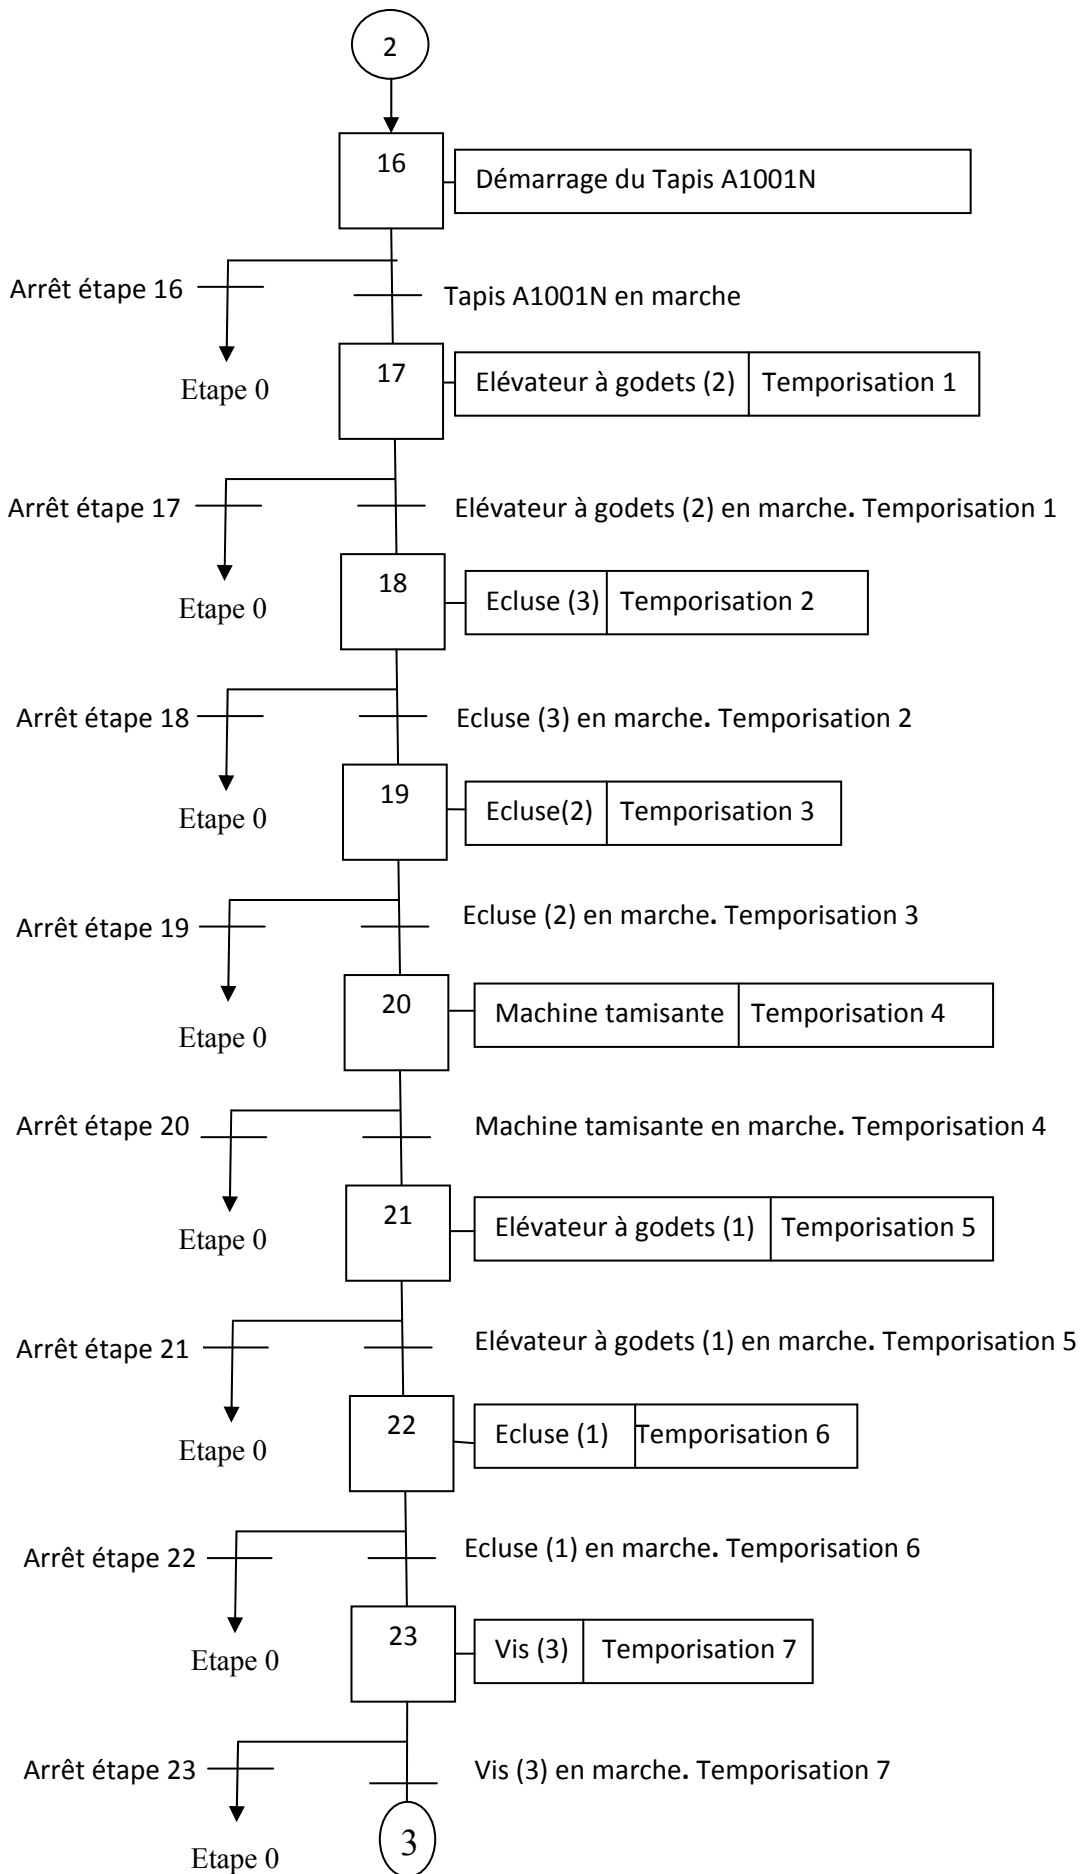 2
16
Démarrage du Tapis A1001N
Arrêt étape 16
Tapis A1001N en marche
Etape 0
17
Elévateur à godets (2) Temporisation 1
Arrêt étape 17
Elévateur à godets (2) en marche. Temporisation 1
Etape 0
18
Ecluse (3) Temporisation 2
Arrêt étape 18
Ecluse (3) en marche. Temporisation 2
Etape 0
19
Ecluse(2) Temporisation 3
Arrêt étape 19
Ecluse (2) en marche. Temporisation 3
Etape 0
20
Machine tamisante Temporisation 4
Arrêt étape 20
Machine tamisante en marche. Temporisation 4
Etape 0
21
Elévateur à godets (1) Temporisation 5
Arrêt étape 21
Elévateur à godets (1) en marche. Temporisation 5
Etape 0
22
Ecluse (1) Temporisation 6
Arrêt étape 22
Ecluse (1) en marche. Temporisation 6
Etape 0
23
Vis (3) Temporisation 7
Arrêt étape 23
Vis (3) en marche. Temporisation 7
Etape 0
3